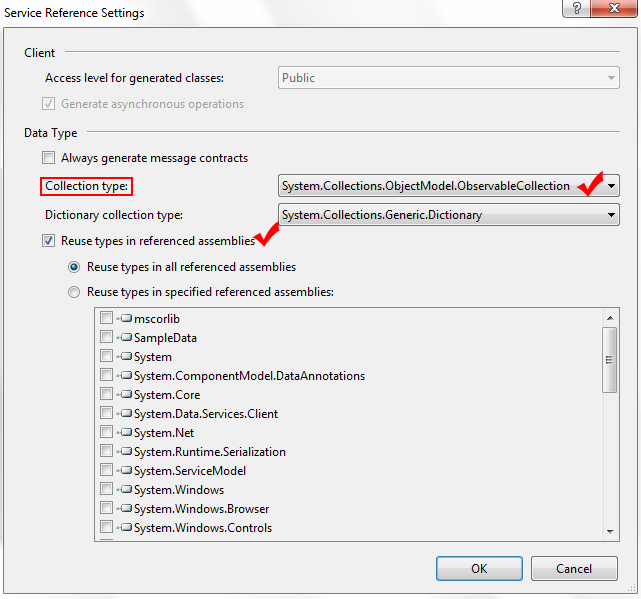 Service Reference Settings
?
Client
Access level for generated classes: Public
Generate asynchronous operations
Data Type
Always generate message contracts
Collection type: System.Collections.ObjectModel.ObservableCollection
Dictionary collection type: System.Collections.Generic.Dictionary
Reuse types in referenced assemblies
Reuse types in all referenced assemblies
Reuse types in specified referenced assemblies:
mscorlib
SampleData
System
System.ComponentModel.DataAnnotations
System.Core
System.Data.Services.Client
System.Net
System.Runtime.Serialization
System.ServiceModel
System.Windows
System.Windows.Browser
System.Windows.Controls
OK Cancel